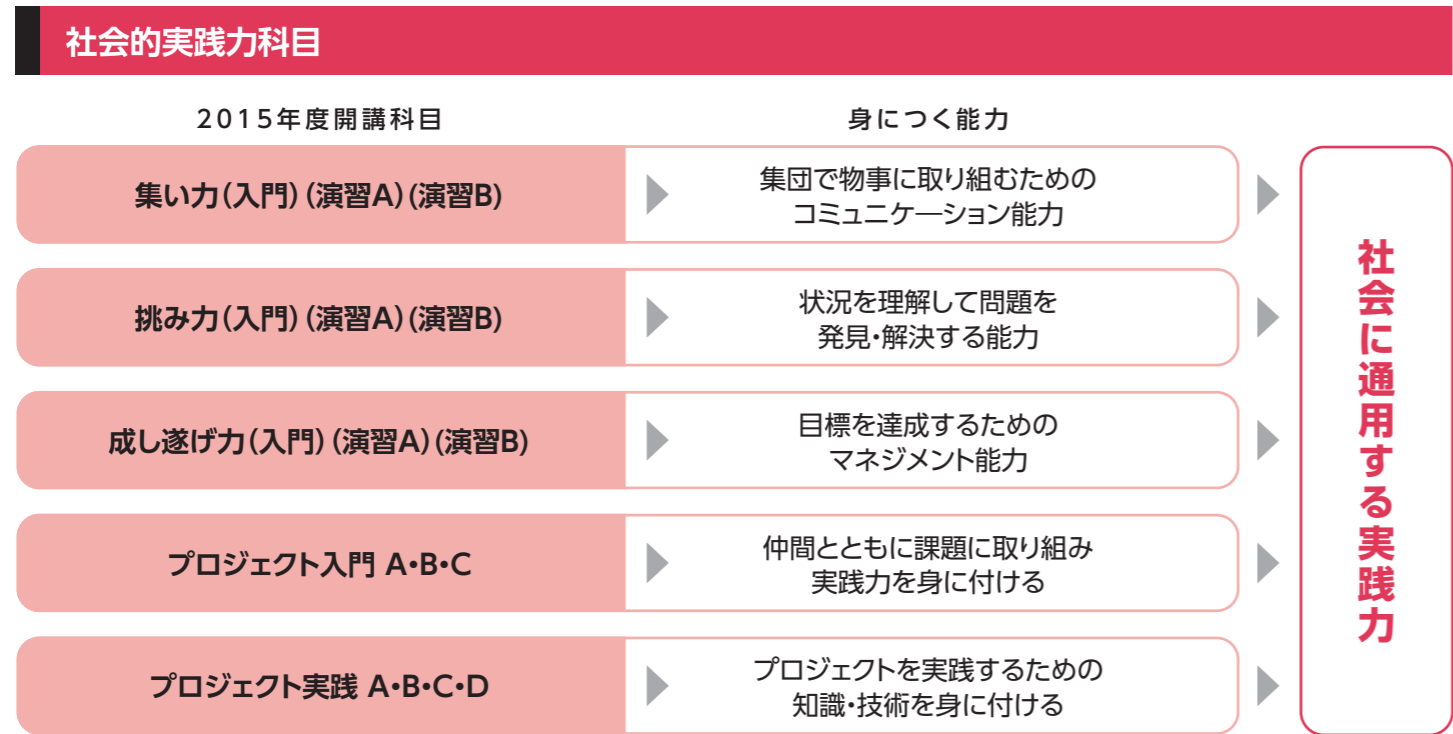 社会的実践力科目
2015年度開講科目
身につく能力
集い力(入門)(演習A)(演習B)
集団で物事に取り組むための
コミュニケーション能力
挑み力(入門)(演習A)(演習B)
状況を理解して問題を
発見・解決する能力
成し遂げ力(入門)(演習A)(演習B)
目標を達成するための
マネジメント能力
プロジェクト入門 A・B・C
仲間とともに課題に取り組み
実践力を身に付ける
プロジェクト実践 A・B・C・D
プロジェクトを実践するための
知識・技術を身に付ける
社会に通用する実践力